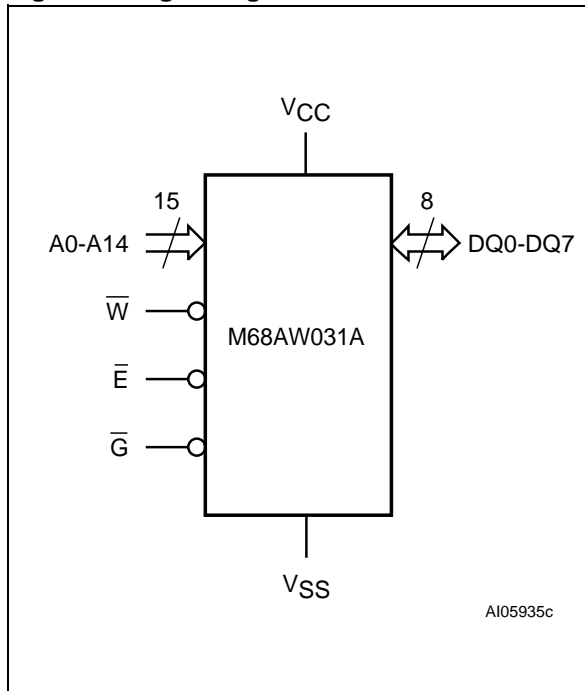 VCC
15
8
A0-A14
DQ0-DQ7
W̅
M68AW031A
E̅
G̅
VSS
AI05935c